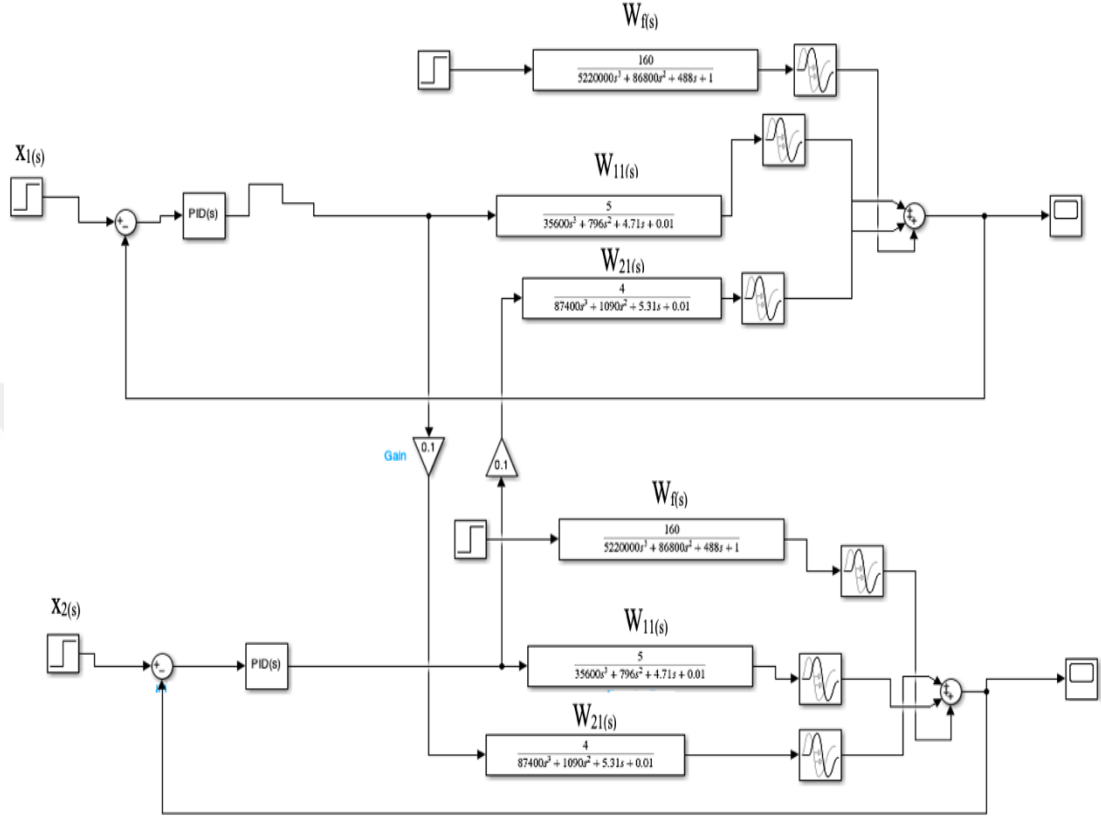 Wf(s)
160
5220000s³ + 86800s² + 488s + 1
X1(s)
W11(s)
PID(s)
5
35600s³ + 796s² + 4.71s + 0.01
W21(s)
4
87400s³ + 1090s² + 5.31s + 0.01
Gain
0.1
0.1
Wf(s)
160
5220000s³ + 86800s² + 488s + 1
X2(s)
W11(s)
PID(s)
5
35600s³ + 796s² + 4.71s + 0.01
W21(s)
4
87400s³ + 1090s² + 5.31s + 0.01